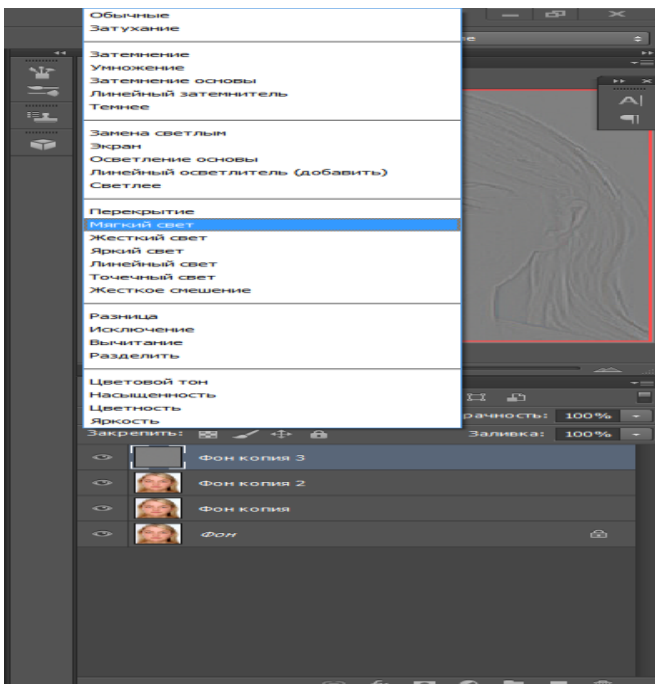 Обычные
Затухание
Затемнение
Умножение
Затемнение основы
Линейный затемнитель
Темнее
Замена светлым
Экран
Осветление основы
Линейный осветлитель (добавить)
Светлее
Перекрытие
Мягкий свет
Жесткий свет
Яркий свет
Линейный свет
Точечный свет
Жесткое смешение
Разница
Исключение
Вычитание
Разделить
Цветовой тон
Насыщенность
Цветность
Яркость
рачность: 100%
Закрепить: Заливка: 100%
Фон копия 3
Фон копия 2
Фон копия
Фон